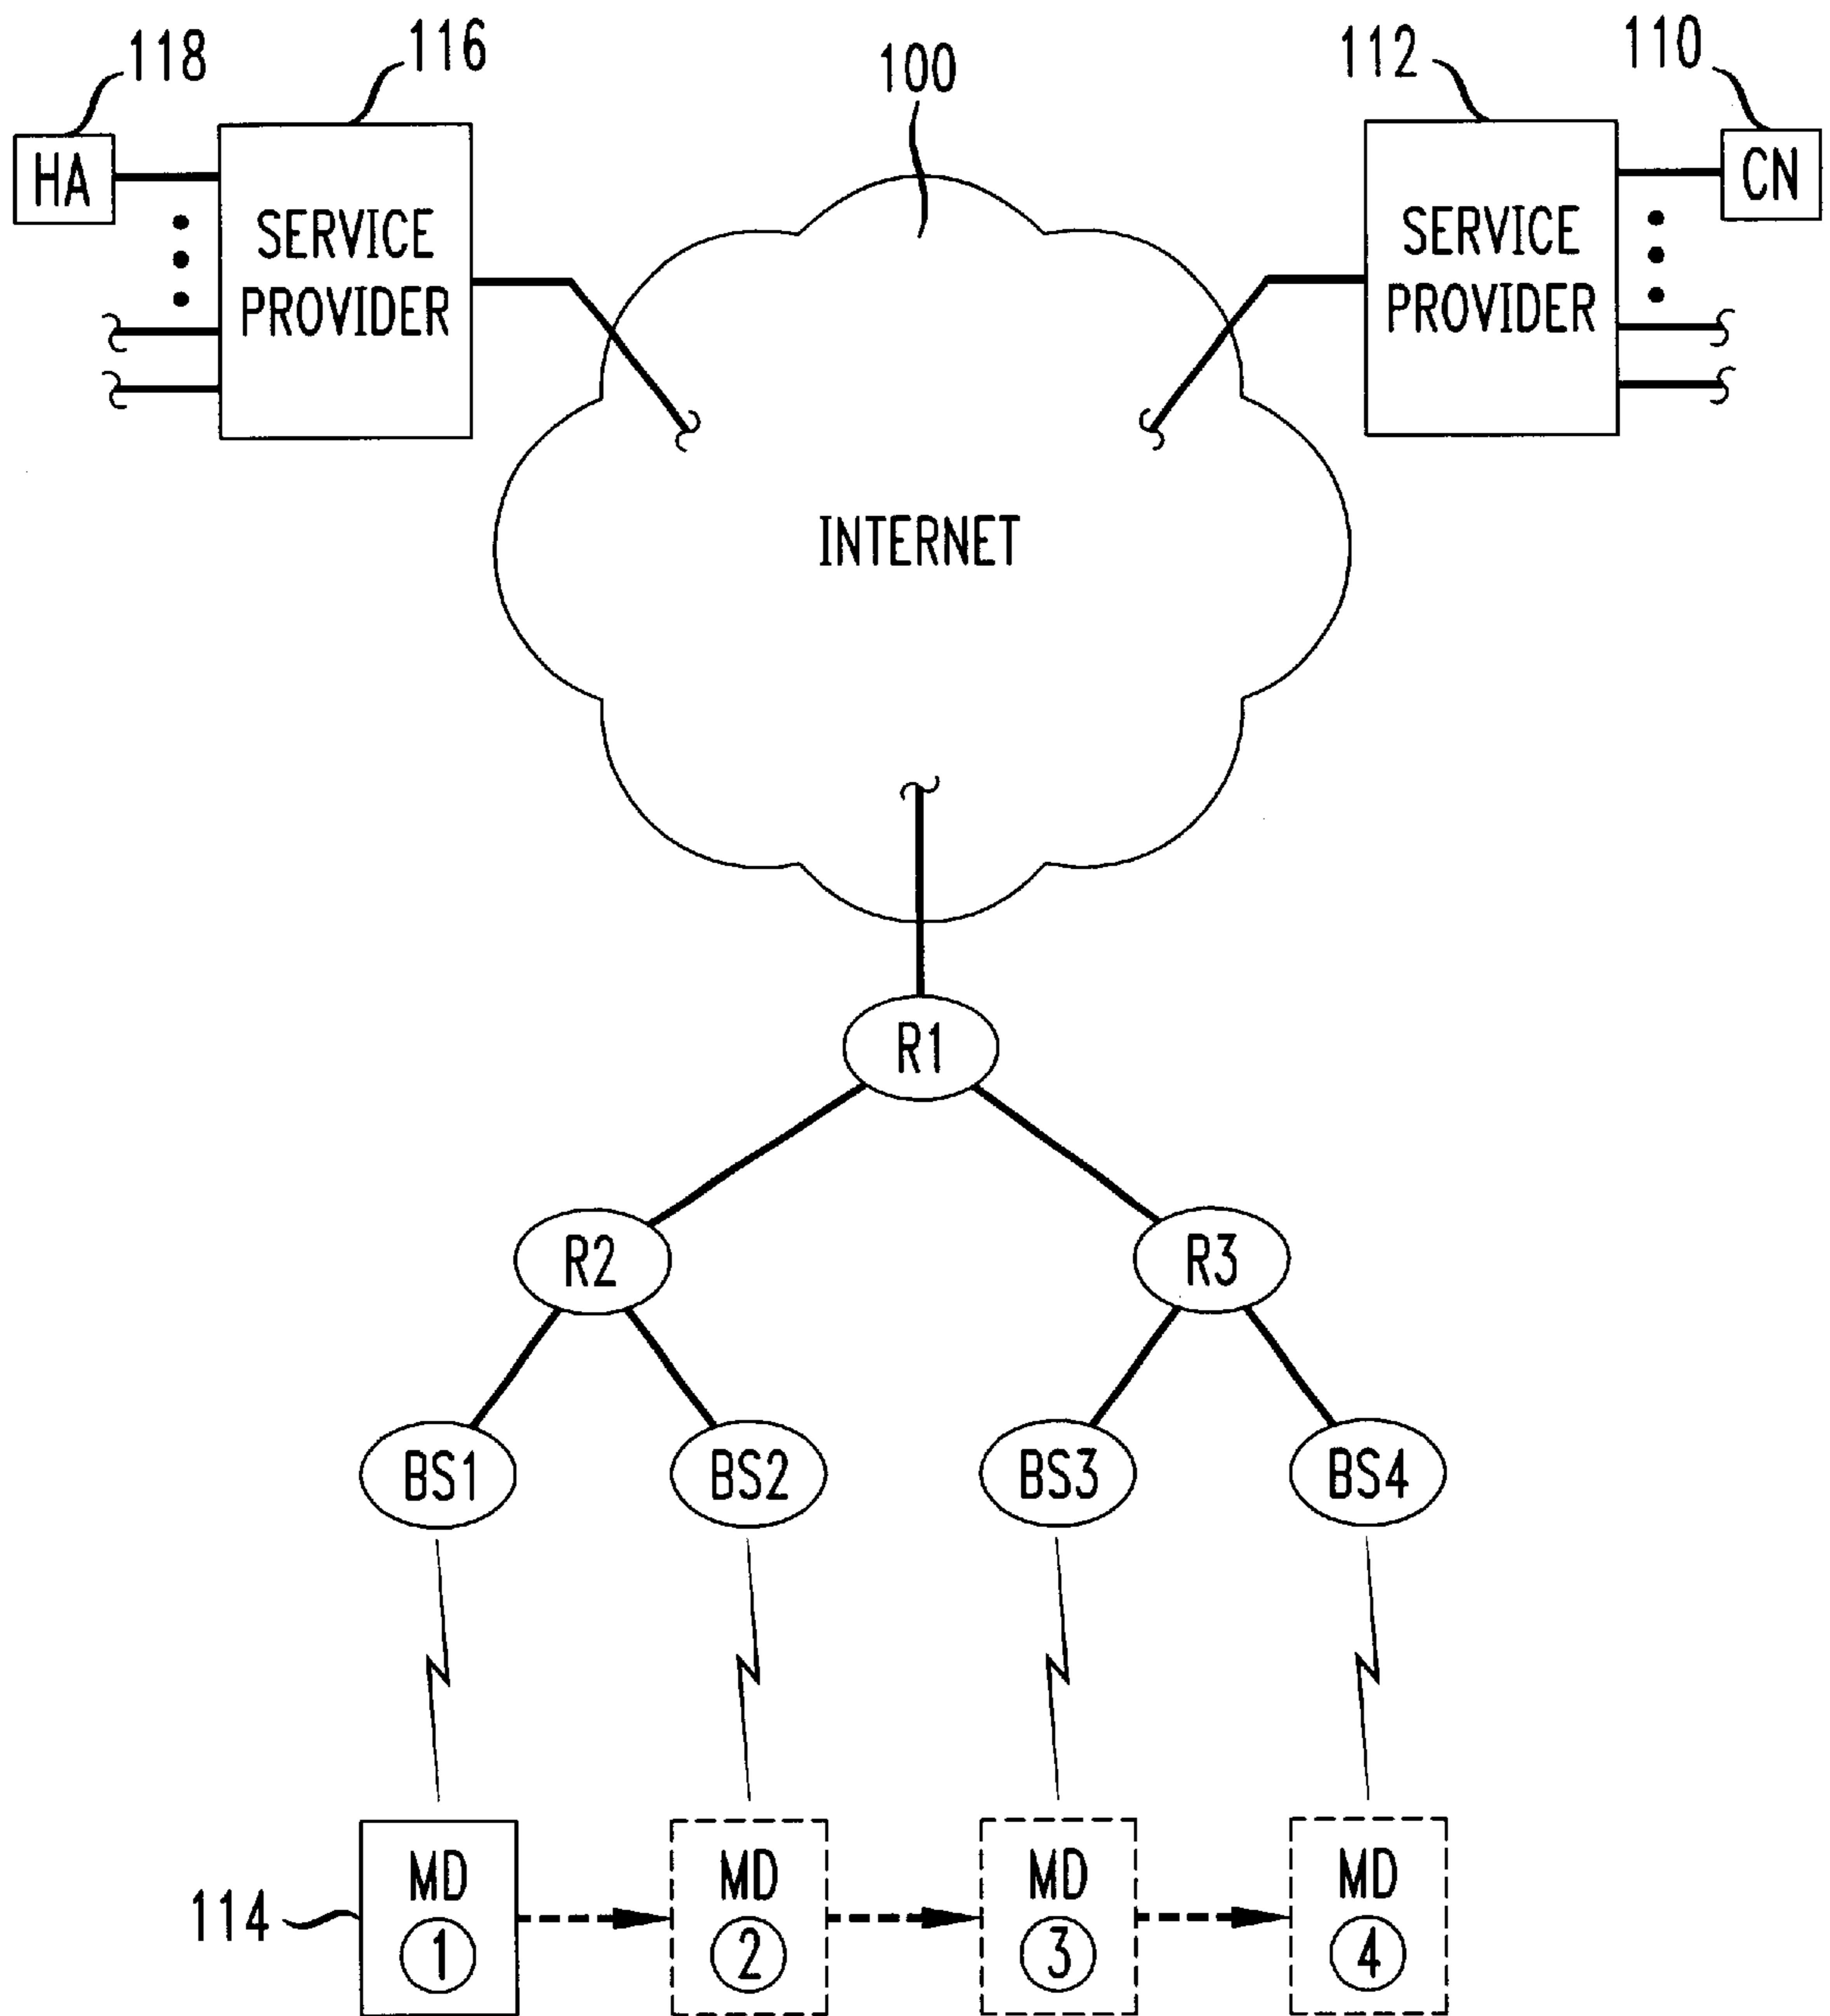 118
116
100
112
110
HA
SERVICE
PROVIDER
SERVICE
PROVIDER
CN
INTERNET
R1
R2
R3
BS1
BS2
BS3
BS4
114
MD
1
MD
2
MD
3
MD
4